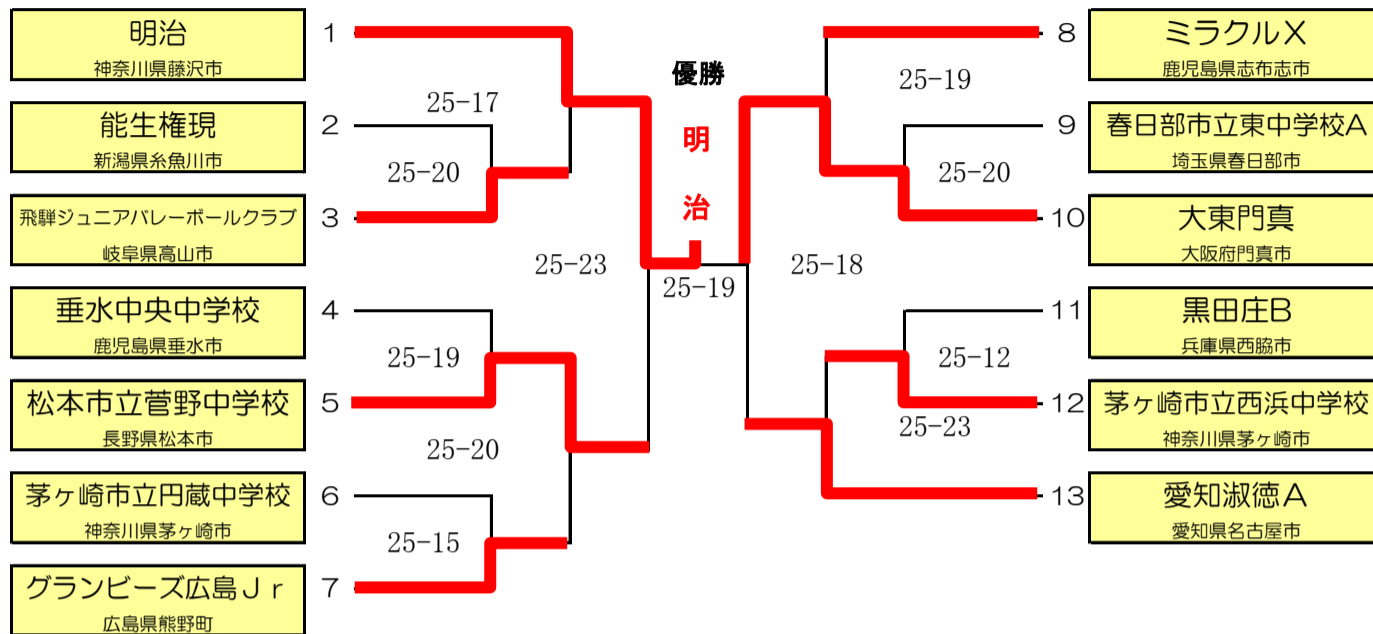 明治
神奈川県藤沢市
1
能生権現
新潟県糸魚川市
2
飛騨ジュニアバレーボールクラブ
岐阜県高山市
3
垂水中央中学校
鹿児島県垂水市
4
松本市立菅野中学校
長野県松本市
5
茅ヶ崎市立円蔵中学校
神奈川県茅ヶ崎市
6
グランビーズ広島Ｊｒ
広島県熊野町
7
25-17
25-20
25-23
25-19
25-20
25-15
優勝
明
治
25-19
25-19
25-20
25-18
25-12
25-23
8
ミラクルX
鹿児島県志布志市
9
春日部市立東中学校A
埼玉県春日部市
10
大東門真
大阪府門真市
11
黒田庄B
兵庫県西脇市
12
茅ヶ崎市立西浜中学校
神奈川県茅ヶ崎市
13
愛知淑徳A
愛知県名古屋市